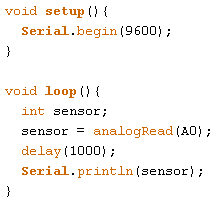 void setup(){
  Serial.begin(9600);
}

void loop(){
  int sensor;
  sensor = analogRead(A0);
  delay(1000);
  Serial.println(sensor);
}